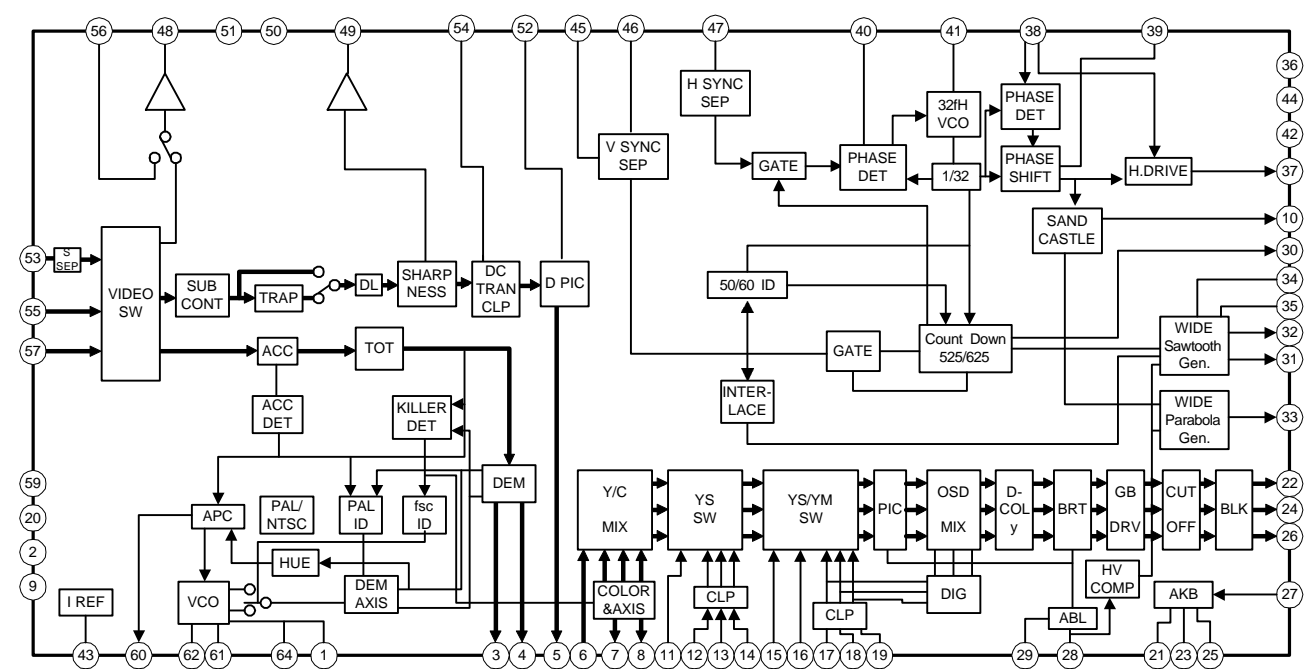 56
48
51
50
49
54
52
45
46
47
40
41
38
39
36
44
42
37
10
30
34
35
32
31
33
22
24
26
27
53
55
57
59
20
2
9
H SYNC
SEP
V SYNC
SEP
GATE
PHASE
DET
32fH
VCO
1/32
PHASE
DET
PHASE
SHIFT
H.DRIVE
SAND
CASTLE
S
SEP
VIDEO
SW
SUB
CONT
TRAP
DL
SHARP
NESS
DC
TRAN
CLP
D PIC
50/60 ID
ACC
TOT
GATE
Count Down
525/625
WIDE
Sawtooth
Gen.
INTER-
LACE
WIDE
Parabola
Gen.
ACC
DET
KILLER
DET
DEM
APC
PAL/
NTSC
PAL
ID
fsc
ID
HUE
VCO
DEM
AXIS
I REF
Y/C
MIX
YS
SW
YS/YM
SW
PIC
OSD
MIX
D-
COL
y
BRT
GB
DRV
CUT
OFF
BLK
COLOR
&AXIS
CLP
CLP
DIG
HV
COMP
ABL
AKB
43
60
62
61
64
1
3
4
5
6
7
8
11
12
13
14
15
16
17
18
19
29
28
21
23
25